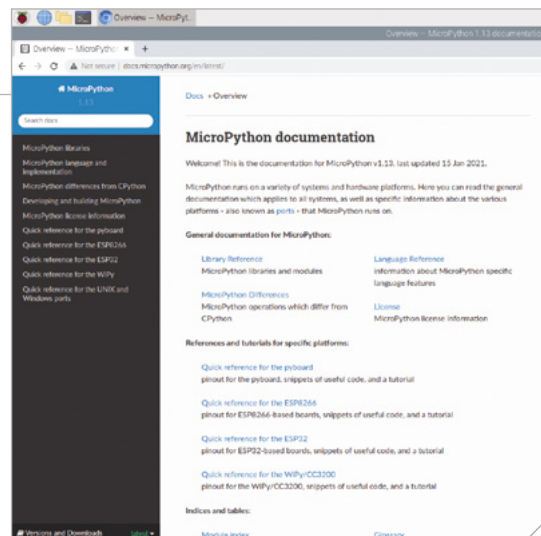 Overview — MicroPyt...
Overview — MicroPython 1.13 documentatio
Overview — MicroPytho: × +
Not secure | docs.micropython.org/en/latest/
MicroPython
1.13
Search docs
MicroPython libraries
MicroPython language and
implementation
MicroPython differences from CPython
Developing and building MicroPython
MicroPython license information
Quick reference for the pyboard
Quick reference for the ESP8266
Quick reference for the ESP32
Quick reference for the WiPy
Quick reference for the UNIX and
Windows ports
Versions and Downloads latest
Docs » Overview
MicroPython documentation
Welcome! This is the documentation for MicroPython v1.13, last updated 15 Jan 2021.
MicroPython runs on a variety of systems and hardware platforms. Here you can read the general
documentation which applies to all systems, as well as specific information about the various
platforms - also known as ports - that MicroPython runs on.
General documentation for MicroPython:
Library Reference
MicroPython libraries and modules
Language Reference
information about MicroPython specific
language features
MicroPython Differences
MicroPython operations which differ from
CPython
License
MicroPython license information
References and tutorials for specific platforms:
Quick reference for the pyboard
pinout for the pyboard, snippets of useful code, and a tutorial
Quick reference for the ESP8266
pinout for ESP8266-based boards, snippets of useful code, and a tutorial
Quick reference for the ESP32
pinout for ESP32-based boards, snippets of useful code, and a tutorial
Quick reference for the WiPy/CC3200
pinout for the WiPy/CC3200, snippets of useful code, and a tutorial
Indices and tables:
Module Index
Glossary